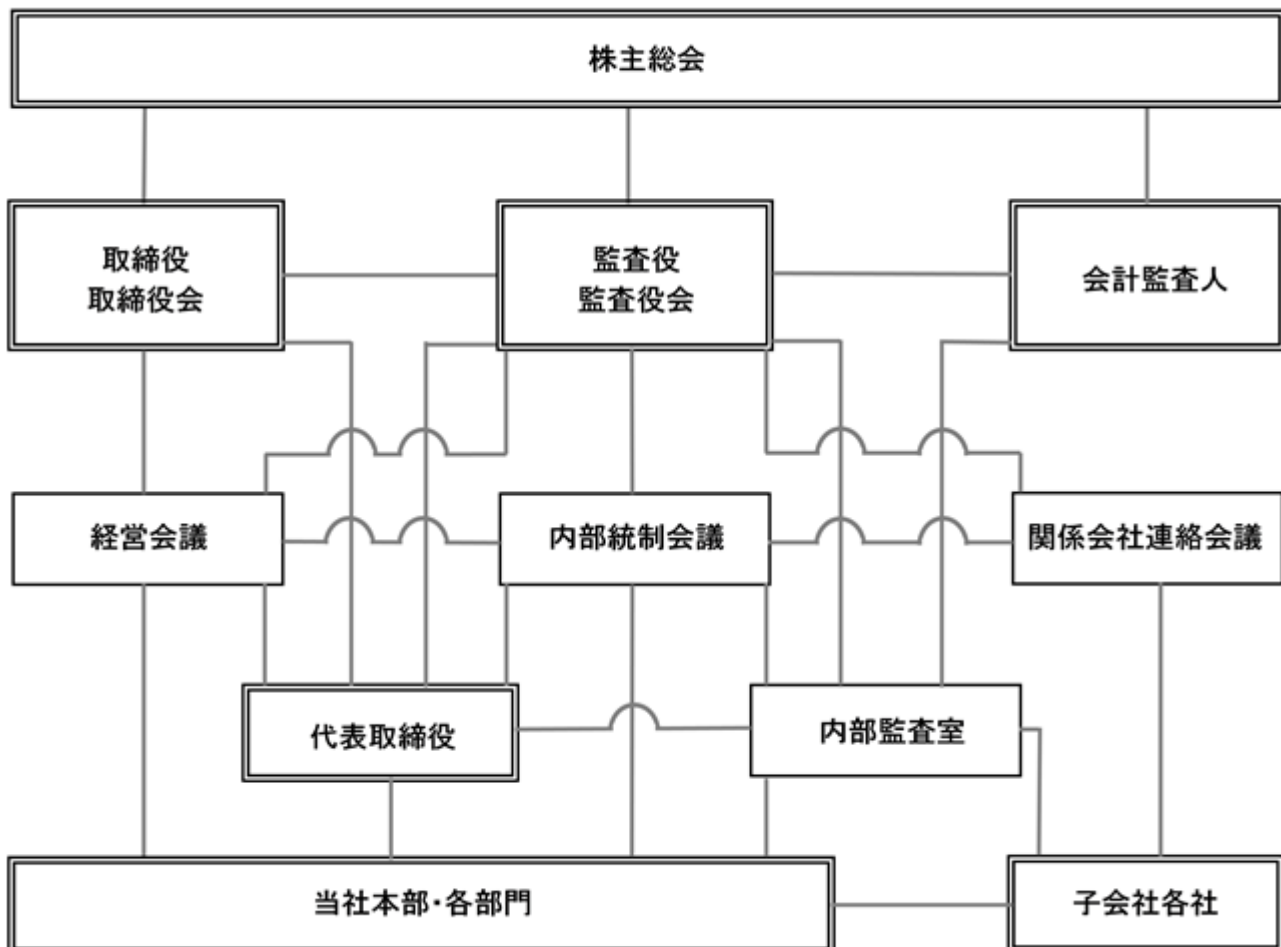 株主総会
取締役
取締役会
監査役
監査役会
会計監査人
経営会議
内部統制会議
関係会社連絡会議
代表取締役
内部監査室
当社本部・各部門
子会社各社